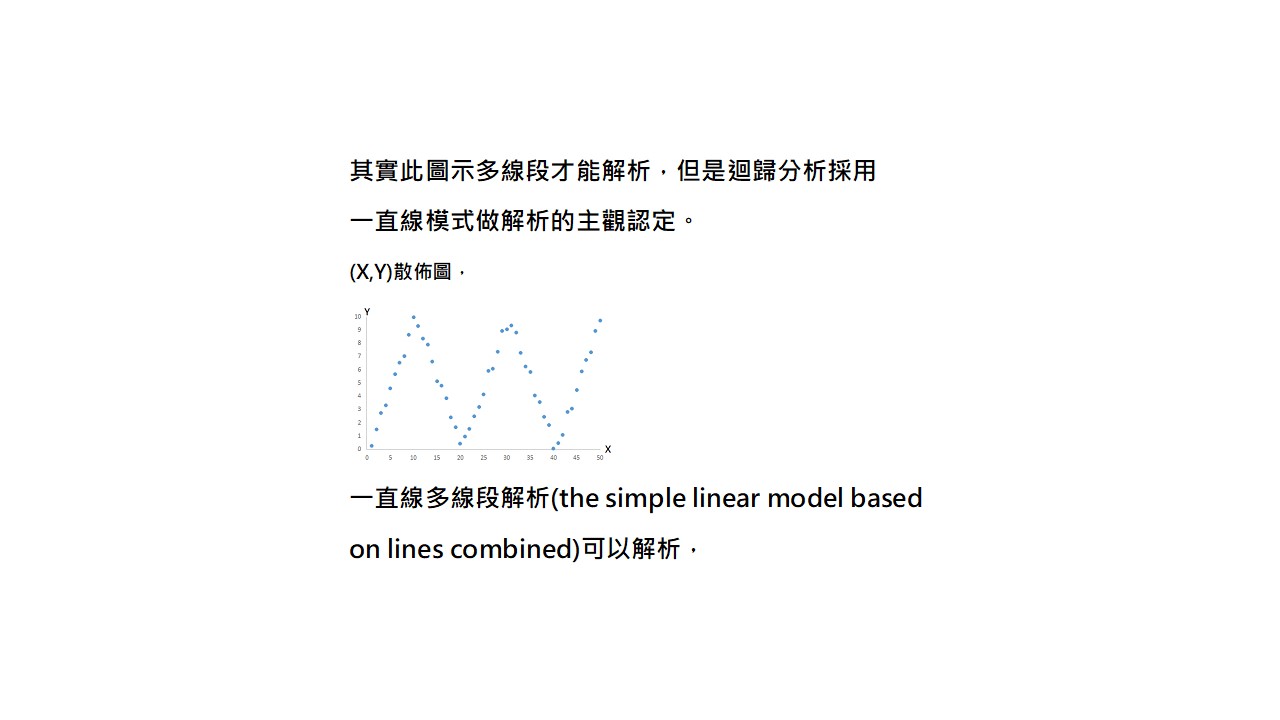 其實此圖示多線段才能解析，但是迴歸分析採用
一直線模式做解析的主觀認定。
(X,Y)散佈圖，
Y
10
9
8
7
6
5
4
3
2
1
0
X
0 5 10 15 20 25 30 35 40 45 50
一直線多線段解析(the simple linear model based
on lines combined)可以解析，